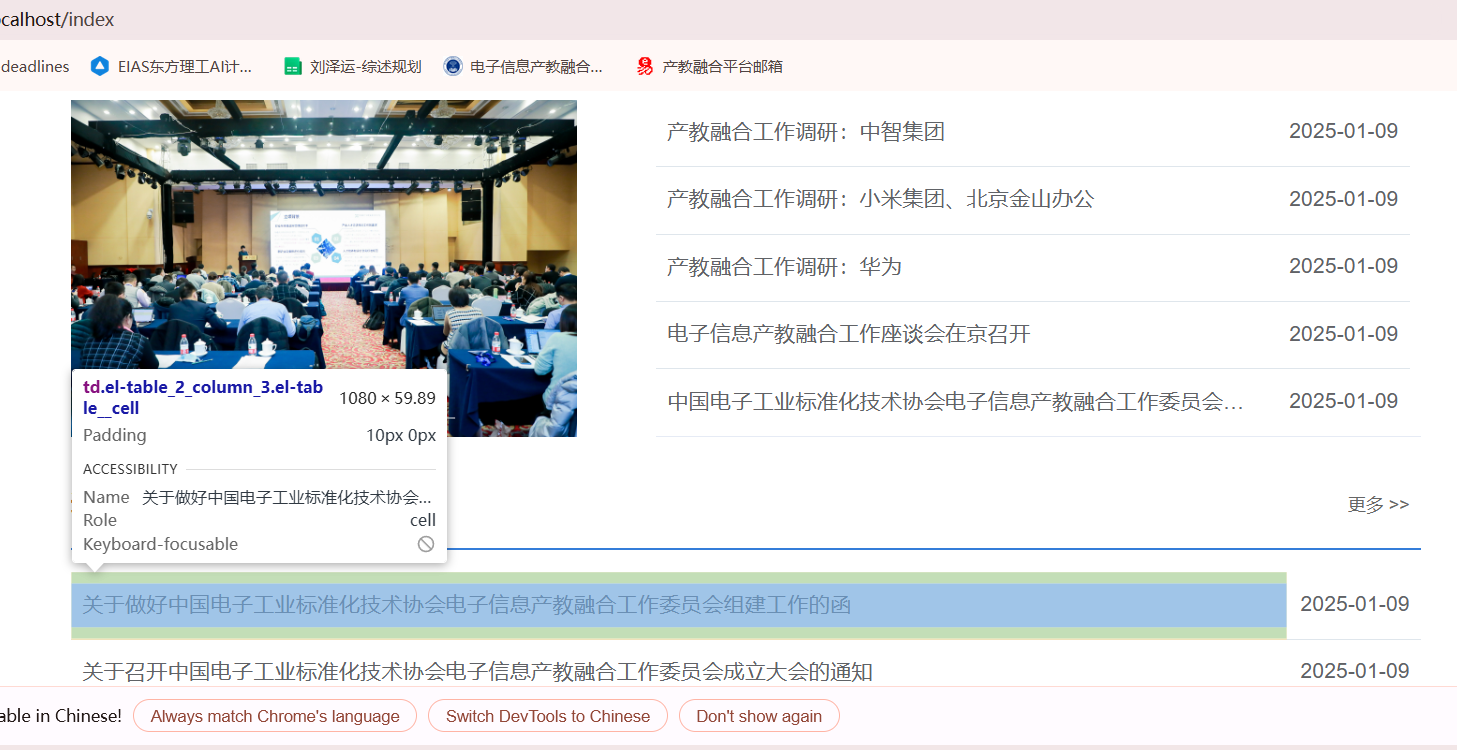 ocalhost/index
deadlines
EIAS东方理工AI计...
刘泽运-综述规划
电子信息产教融合...
产教融合平台邮箱
产教融合工作调研：中智集团
2025-01-09
产教融合工作调研：小米集团、北京金山办公
2025-01-09
产教融合工作调研：华为
2025-01-09
电子信息产教融合工作座谈会在京召开
2025-01-09
中国电子工业标准化技术协会电子信息产教融合工作委员会…
2025-01-09
td.el-table_2_column_3.el-tab
le__cell
1080 × 59.89
Padding
10px 0px
ACCESSIBILITY
Name
关于做好中国电子工业标准化技术协会...
Role
cell
Keyboard-focusable
更多 >>
关于做好中国电子工业标准化技术协会电子信息产教融合工作委员会组建工作的函
2025-01-09
关于召开中国电子工业标准化技术协会电子信息产教融合工作委员会成立大会的通知
2025-01-09
able in Chinese!
Always match Chrome's language
Switch DevTools to Chinese
Don't show again